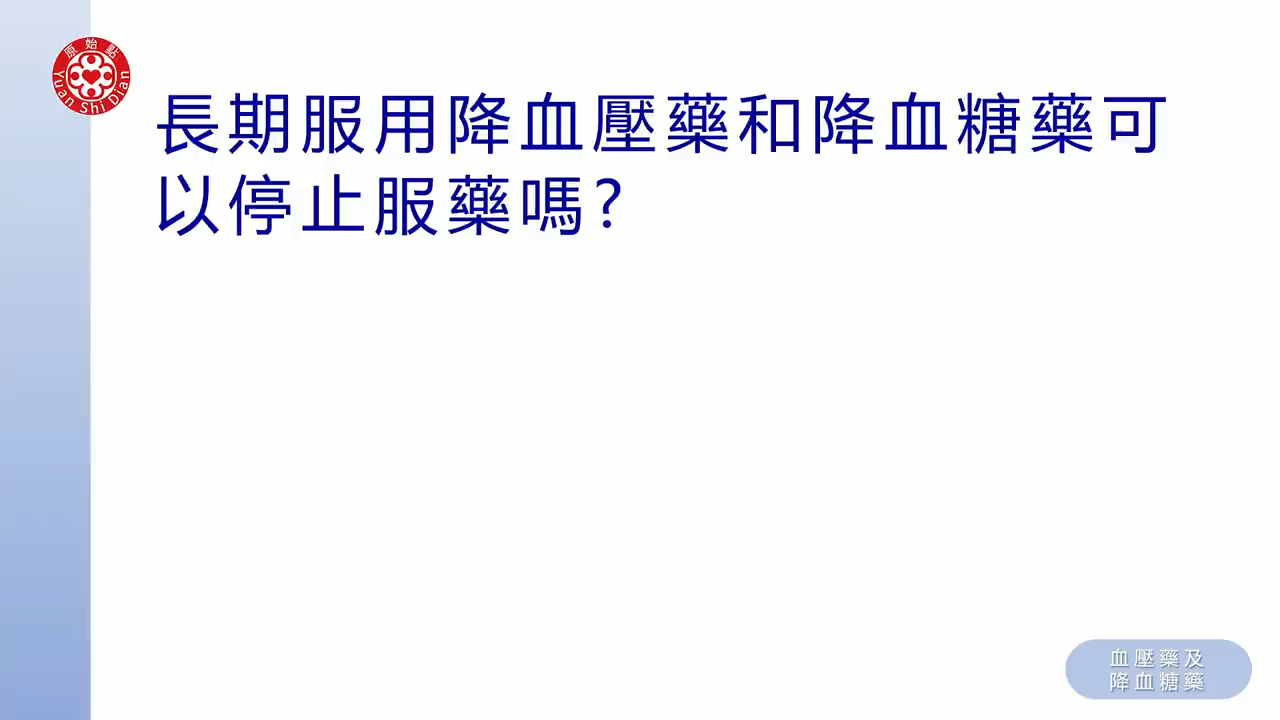 原始點
Yuan Shi Dian
長期服用降血壓藥和降血糖藥可
以停止服藥嗎?
血壓藥及
降血糖藥